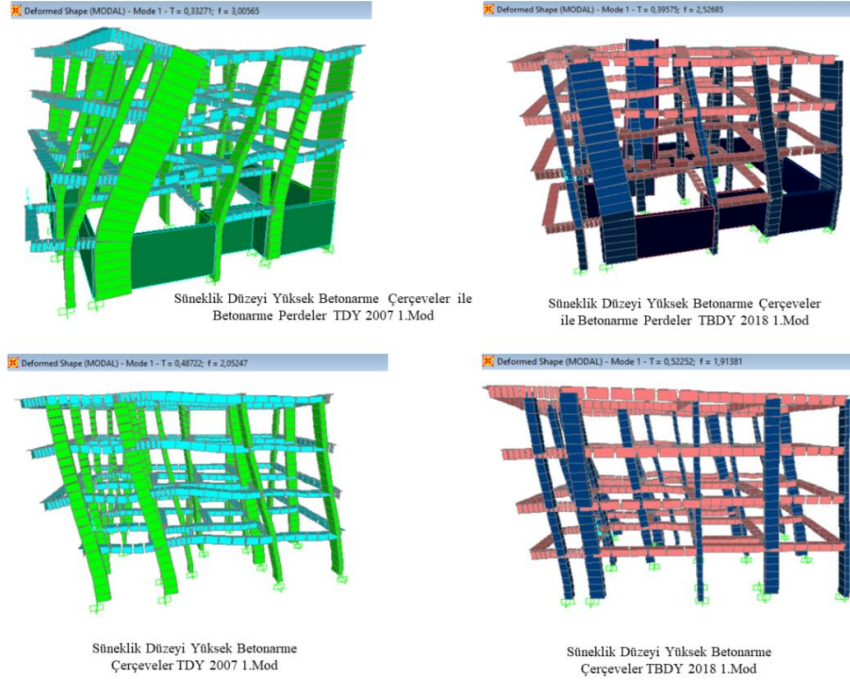 Deformed Shape (MODAL) - Mode 1 - T = 0,33271; f = 3,00565
Deformed Shape (MODAL) - Mode 1 - T = 0,39575; f = 2,52685
Süneklik Düzeyi Yüksek Betonarme Çerçeveler ile
Betonarme Perdeler TDY 2007 1.Mod
Süneklik Düzeyi Yüksek Betonarme Çerçeveler
ile Betonarme Perdeler TBDY 2018 1.Mod
Deformed Shape (MODAL) - Mode 1 - T = 0,48722; f = 2,05247
Deformed Shape (MODAL) - Mode 1 - T = 0,52252; f = 1,91381
Süneklik Düzeyi Yüksek Betonarme
Çerçeveler TDY 2007 1.Mod
Süneklik Düzeyi Yüksek Betonarme
Çerçeveler TBDY 2018 1.Mod